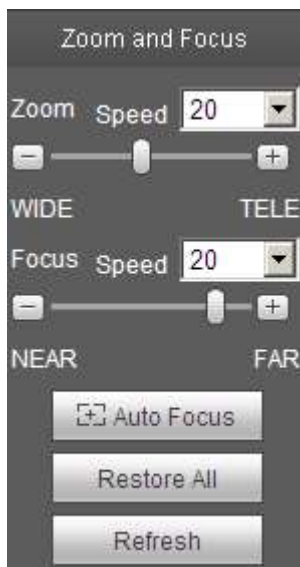 Zoom and Focus
Zoom Speed 20
WIDE TELE
Focus Speed 20
NEAR FAR
Auto Focus
Restore All
Refresh